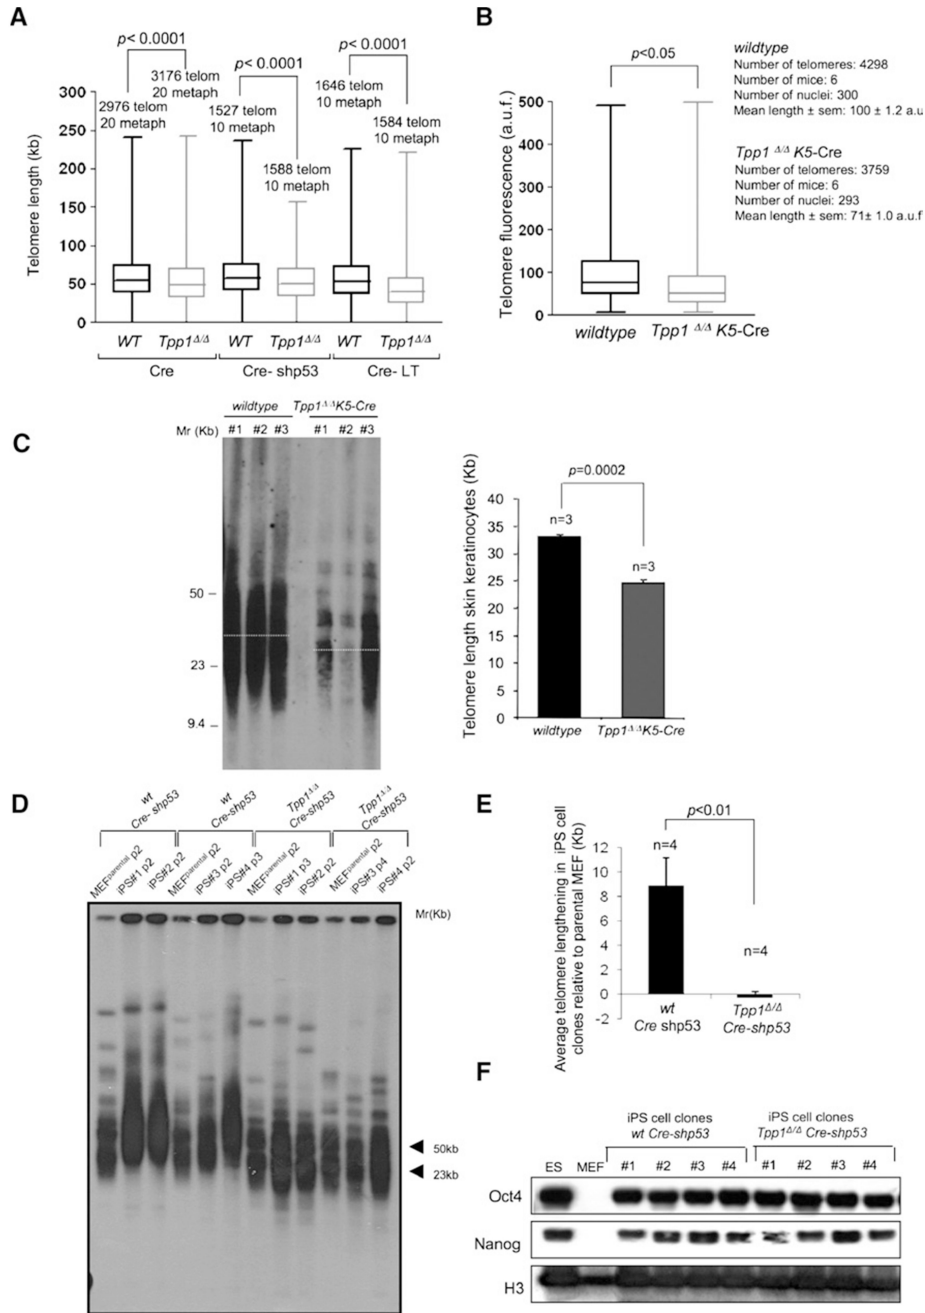 A
p< 0.0001
p< 0.0001
p< 0.0001
2976 telom
20 metaph
3176 telom
20 metaph
1527 telom
10 metaph
1588 telom
10 metaph
1646 telom
10 metaph
1584 telom
10 metaph
Telomere length (kb)
300
250
200
150
100
50
0
WT Tpp1Δ/Δ WT Tpp1Δ/Δ WT Tpp1Δ/Δ
Cre Cre- shp53 Cre- LT
B
p<0.05
Telomere fluorescence (a.u.f.)
500
400
300
200
100
0
wildtype Tpp1 Δ/Δ K5-Cre
wildtype
Number of telomeres: 4298
Number of mice: 6
Number of nuclei: 300
Mean length ± sem: 100 ± 1.2 a.u
Tpp1 Δ/Δ K5-Cre
Number of telomeres: 3759
Number of mice: 6
Number of nuclei: 293
Mean length ± sem: 71± 1.0 a.u.f
C
wildtype Tpp1Δ Δ K5-Cre
Mr (Kb) #1 #2 #3 #1 #2 #3
50
23
9.4
p=0.0002
n=3
n=3
Telomere length skin keratinocytes (Kb)
40
35
30
25
20
15
10
5
0
wildtype Tpp1Δ Δ K5-Cre
D
wt
Cre- shp53
wt
Cre-shp53
Tpp1Δ/Δ
Cre-shp53
Tpp1Δ/Δ
Cre-shp53
MEFparental p2
iPS#1 p2
iPS#2 p2
MEFparental p2
iPS#3 p2
iPS#4 p3
MEFparental p2
iPS#1 p3
iPS#2 p2
MEFparental p2
iPS#3 p4
iPS#4 p2
Mr(Kb)
50kb
23kb
E
p<0.01
n=4
n=4
Average telomere lengthening in iPS cell
clones relative to parental MEF (Kb)
12
10
8
6
4
2
0
-2
wt
Cre shp53
Tpp1Δ/Δ
Cre-shp53
F
iPS cell clones
wt Cre-shp53
iPS cell clones
Tpp1Δ/Δ Cre-shp53
ES MEF #1 #2 #3 #4 #1 #2 #3 #4
Oct4
Nanog
H3